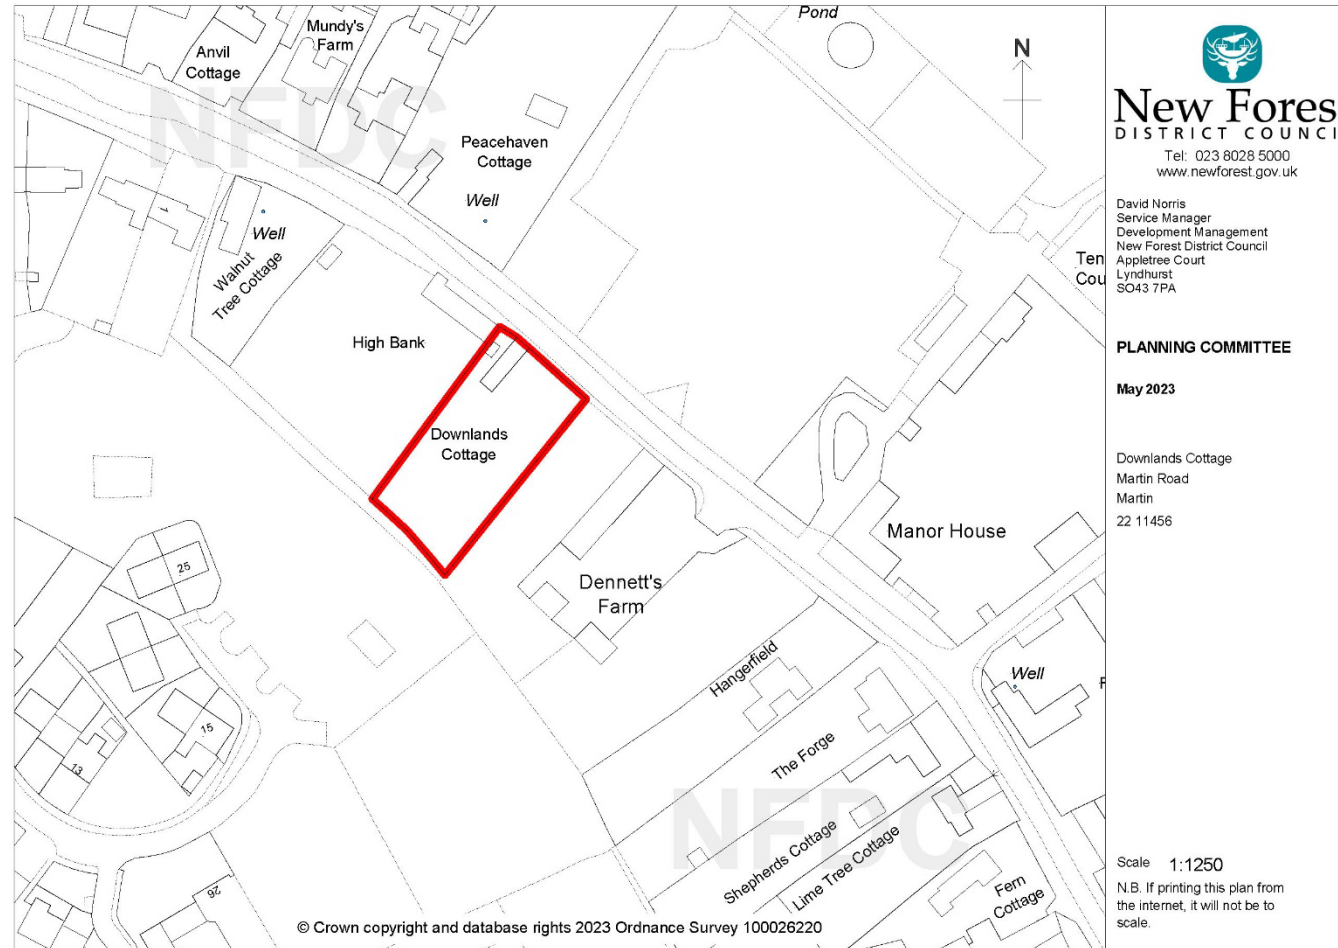 Pond
Mundy's
Farm
Anvil
Cottage
NFDC
N
Peacehaven
Cottage
Well
1
Well
Walnut
Tree Cottage
Ten
Cou
High Bank
Downlands
Cottage
Manor House
25
Dennett's
Farm
Hangerfield
Well
F
15
13
The Forge
NFDC
Shepherds Cottage
Lime Tree Cottage
Fern
Cottage
26
© Crown copyright and database rights 2023 Ordnance Survey 100026220
New Fores
DISTRICT COUNCI
Tel: 023 8028 5000
www.newforest.gov.uk
David Norris
Service Manager
Development Management
New Forest District Council
Appletree Court
Lyndhurst
SO43 7PA
PLANNING COMMITTEE
May 2023
Downlands Cottage
Martin Road
Martin
22 11456
Scale 1:1250
N.B. If printing this plan from
the internet, it will not be to
scale.